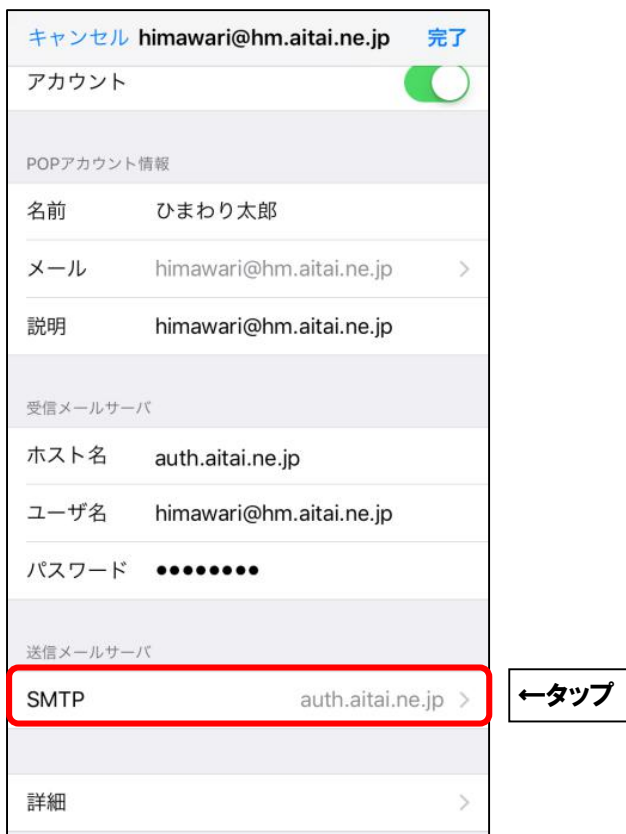 キャンセル himawari@hm.aitai.ne.jp 完了
アカウント
POPアカウント情報
名前 ひまわり太郎
メール himawari@hm.aitai.ne.jp >
説明 himawari@hm.aitai.ne.jp
受信メールサーバ
ホスト名 auth.aitai.ne.jp
ユーザ名 himawari@hm.aitai.ne.jp
パスワード ●●●●●●●●
送信メールサーバ
SMTP auth.aitai.ne.jp > ←タップ
詳細 >